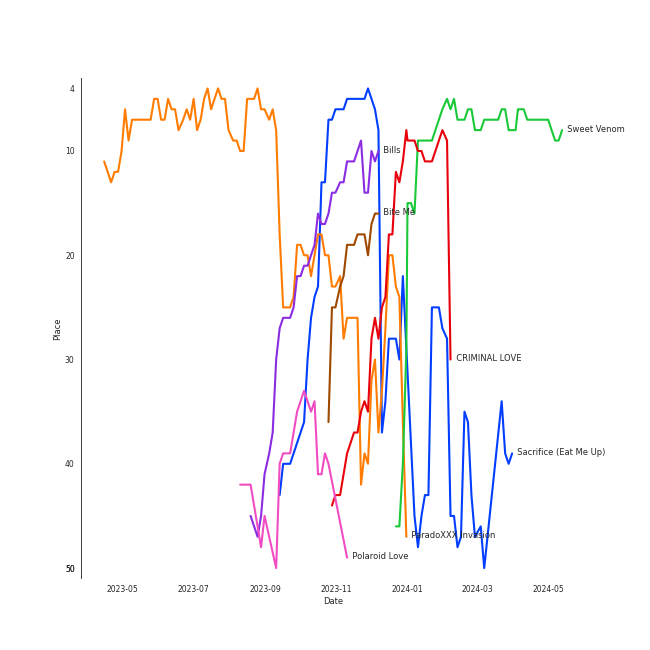 4
Sweet Venom
10
Bills
Bite Me
20
Place
30
CRIMINAL LOVE
40
Sacrifice (Eat Me Up)
ParadoXXX Invasion
Polaroid Love
50
2023-05
2023-07
2023-09
2023-11
2024-01
2024-03
2024-05
Date